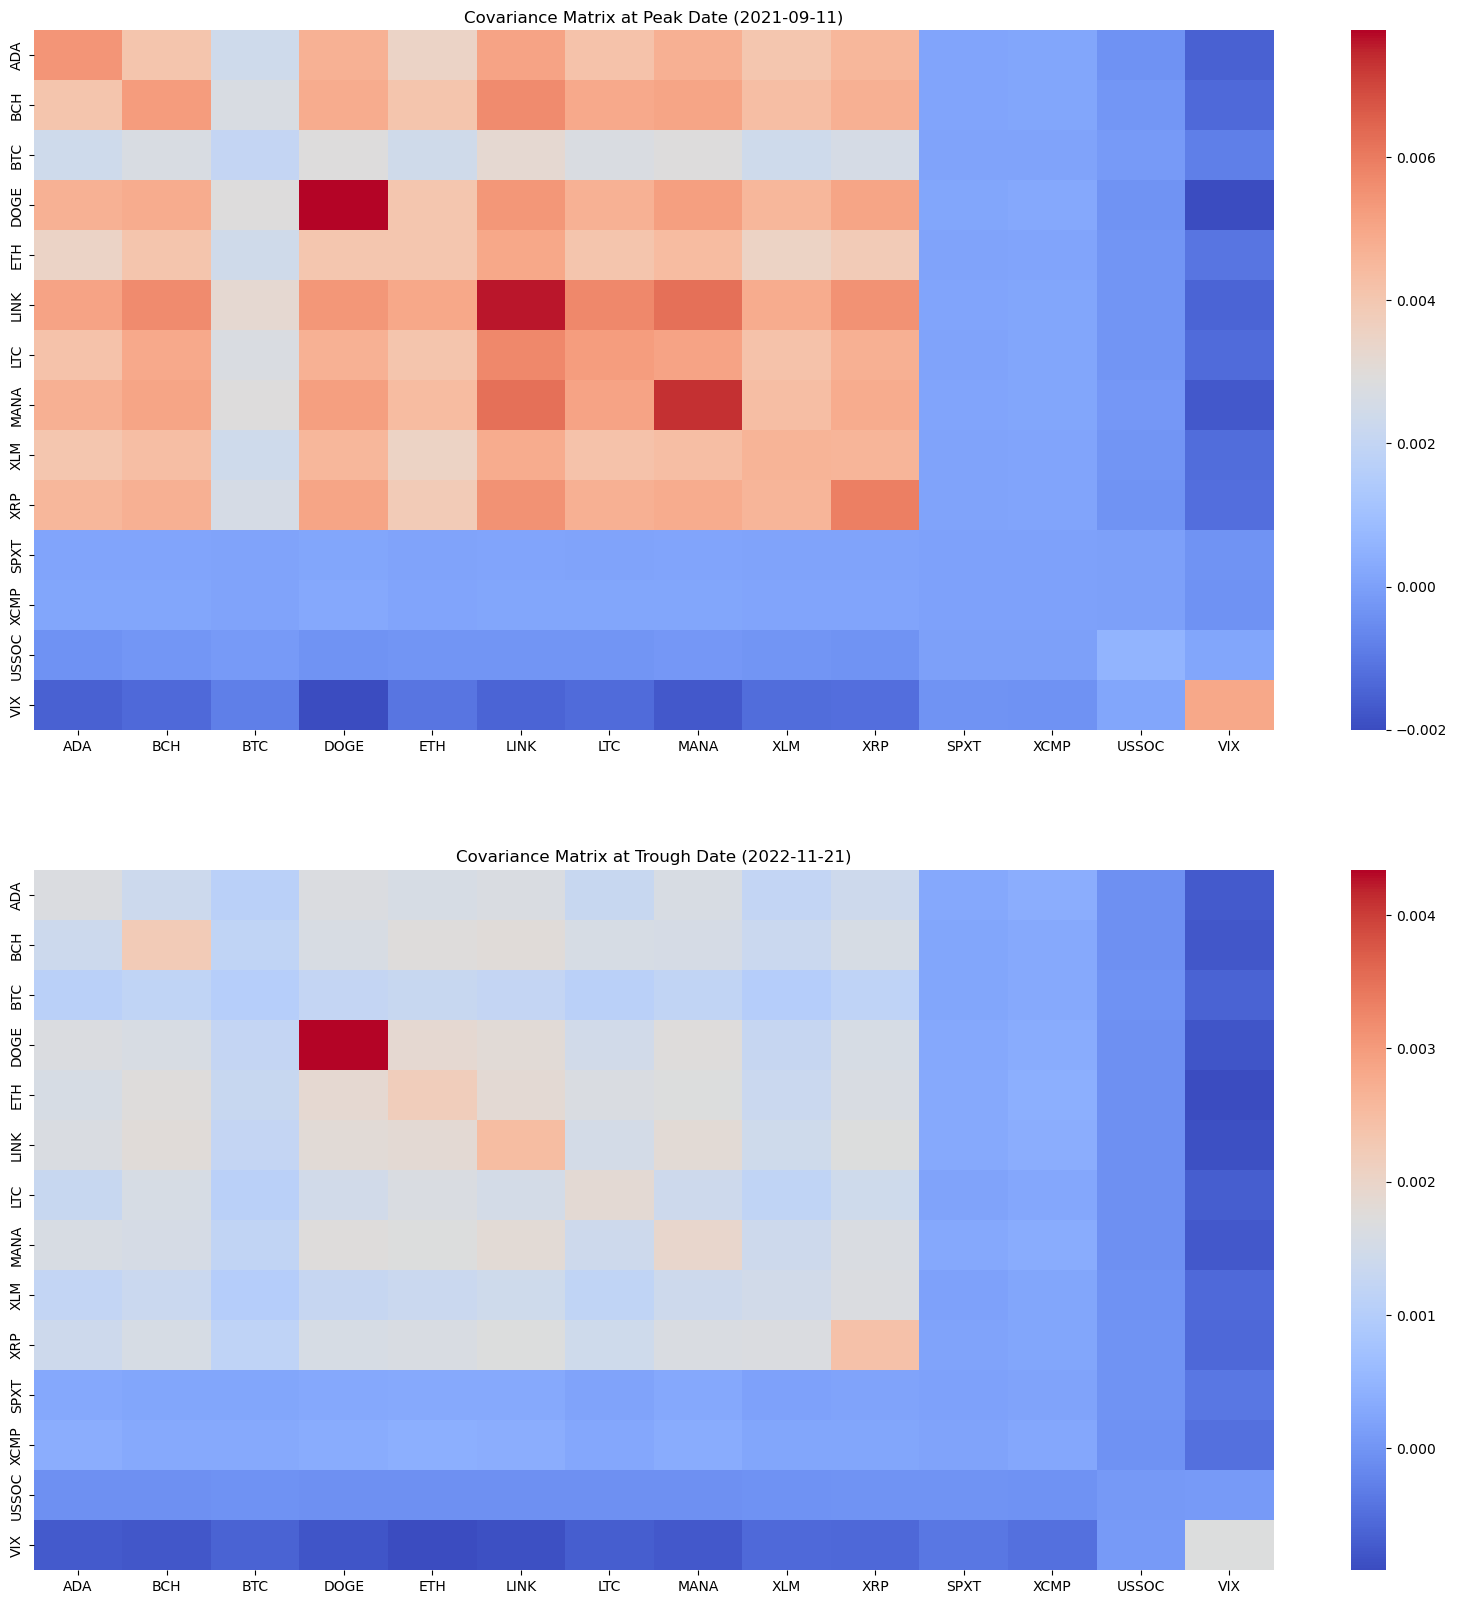 Covariance Matrix at Peak Date (2021-09-11)
ADA
BCH
BTC
DOGE
ETH
LINK
LTC
MANA
XLM
XRP
SPXT
XCMP
USSOC
VIX
ADA BCH BTC DOGE ETH LINK LTC MANA XLM XRP SPXT XCMP USSOC VIX
0.006
0.004
0.002
0.000
−0.002
Covariance Matrix at Trough Date (2022-11-21)
ADA
BCH
BTC
DOGE
ETH
LINK
LTC
MANA
XLM
XRP
SPXT
XCMP
USSOC
VIX
ADA BCH BTC DOGE ETH LINK LTC MANA XLM XRP SPXT XCMP USSOC VIX
0.004
0.003
0.002
0.001
0.000